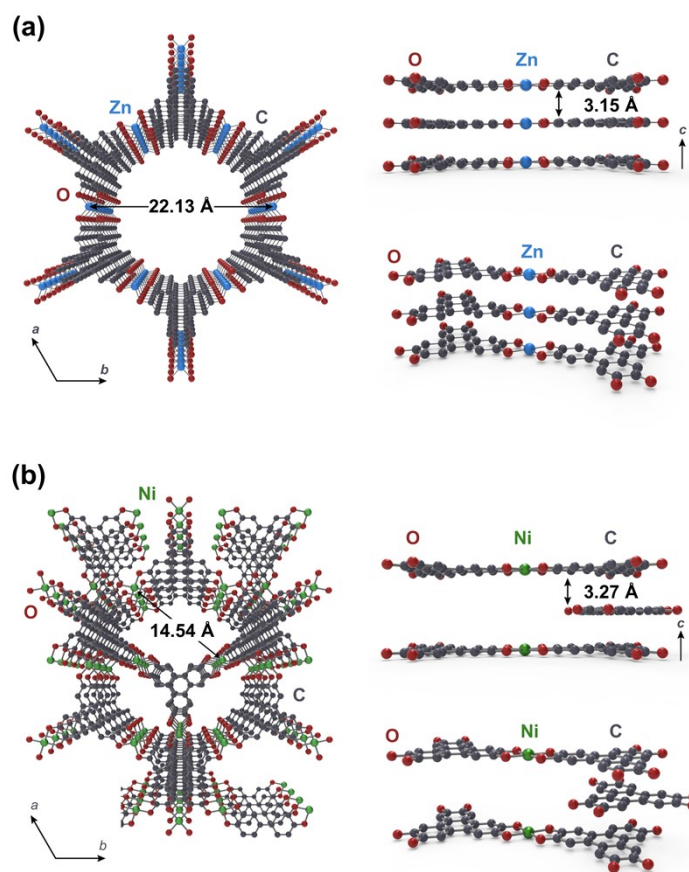 (a)
O Zn C
Zn
C
3.15 Å
c
O
22.13 Å
O Zn C
a
b
(b)
Ni
O Ni C
O
3.27 Å
14.54 Å
c
C
O Ni C
a
b